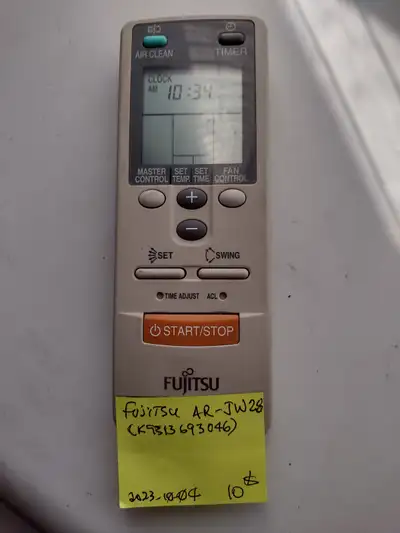 AIR CLEAN
TIMER
CLOCK
AM 10:34
MASTER CONTROL
SET TEMP.
SET TIME
FAN CONTROL
+
−
SET
SWING
TIME ADJUST
ACL
START/STOP
FUJITSU
FUJITSU AR-JW28
(K9313693046)
2023-10-04
10$